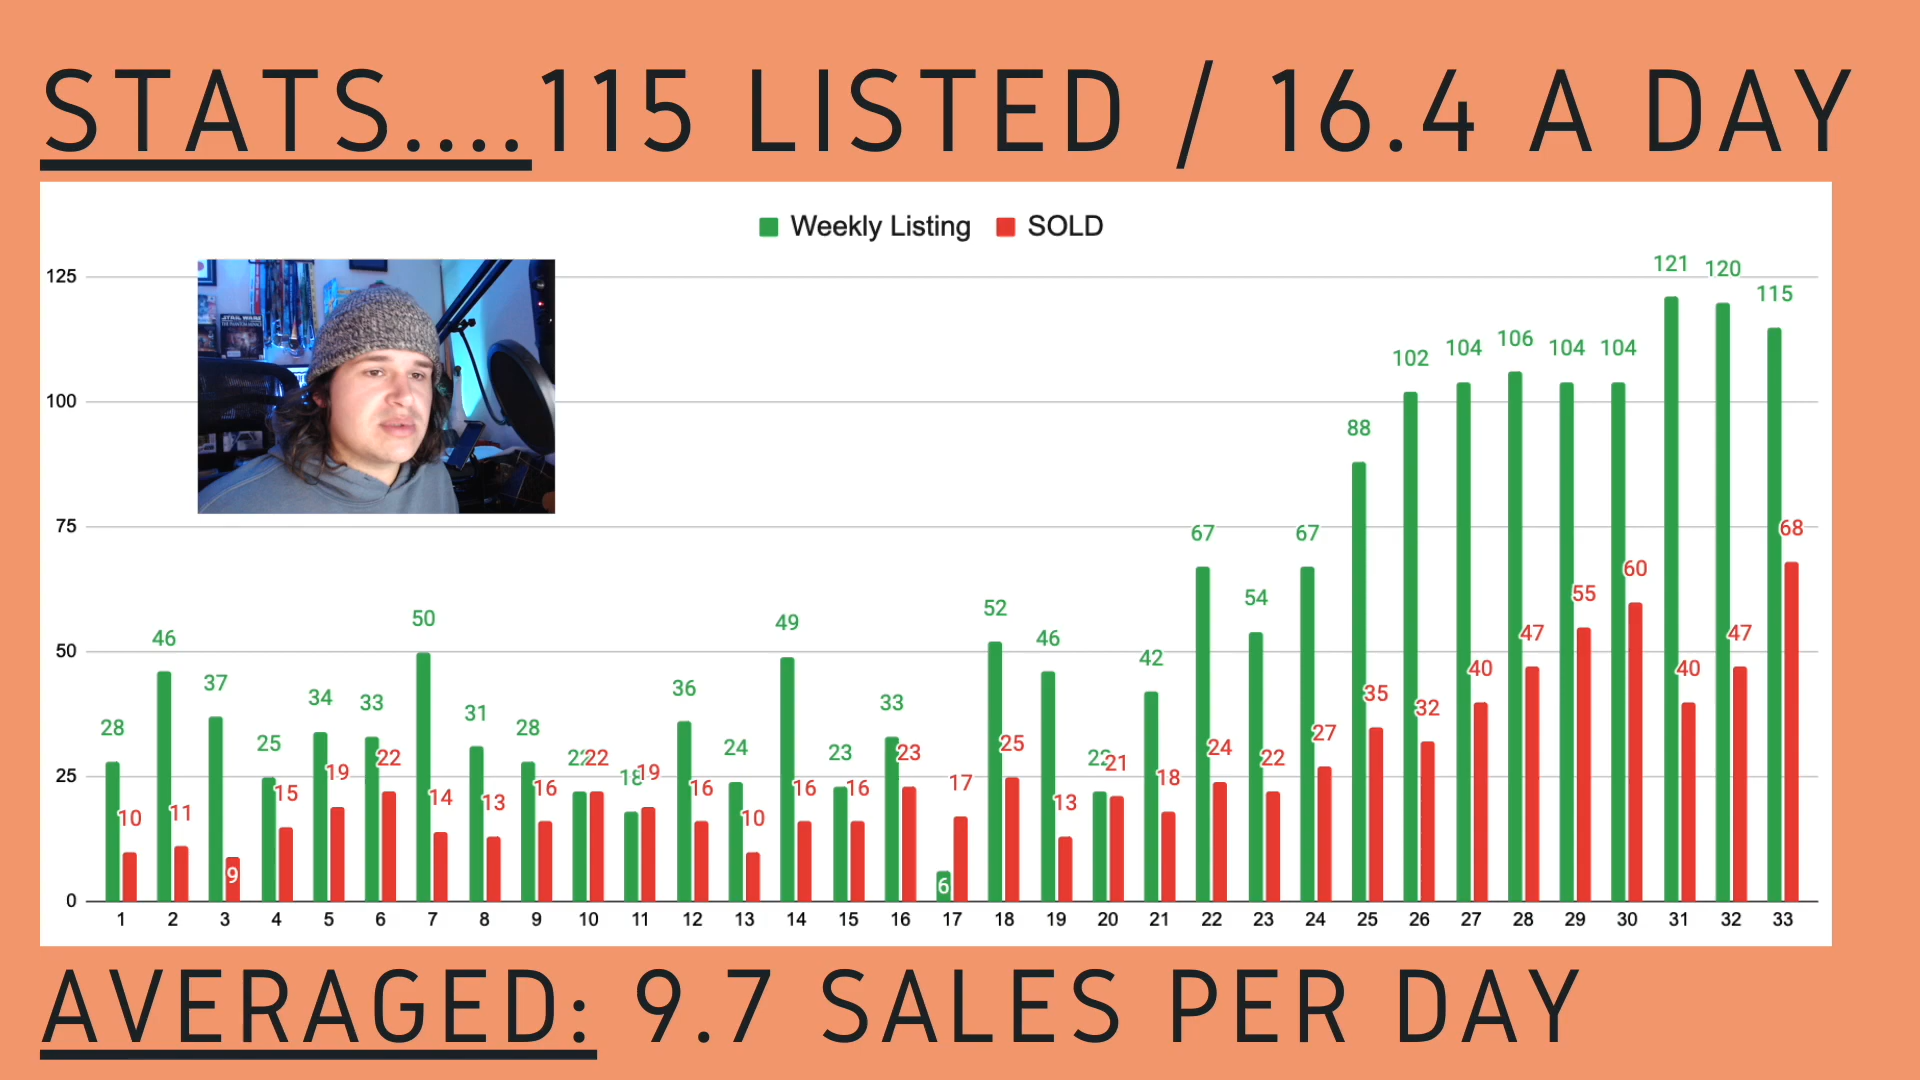 STATS....115 LISTED / 16.4 A DAY
Weekly Listing SOLD
125
100
75
50
25
0
28 46 37 25 34 33 50 31 28 22 18 36 24 49 23 33 6 52 46 22 42 67 54 67 88 102 104 106 104 104 121 120 115
10 11 9 15 19 22 14 13 16 22 19 16 10 16 16 23 17 25 13 21 18 24 22 27 35 32 40 47 55 60 40 47 68
1 2 3 4 5 6 7 8 9 10 11 12 13 14 15 16 17 18 19 20 21 22 23 24 25 26 27 28 29 30 31 32 33
STAR WARS
AVERAGED: 9.7 SALES PER DAY